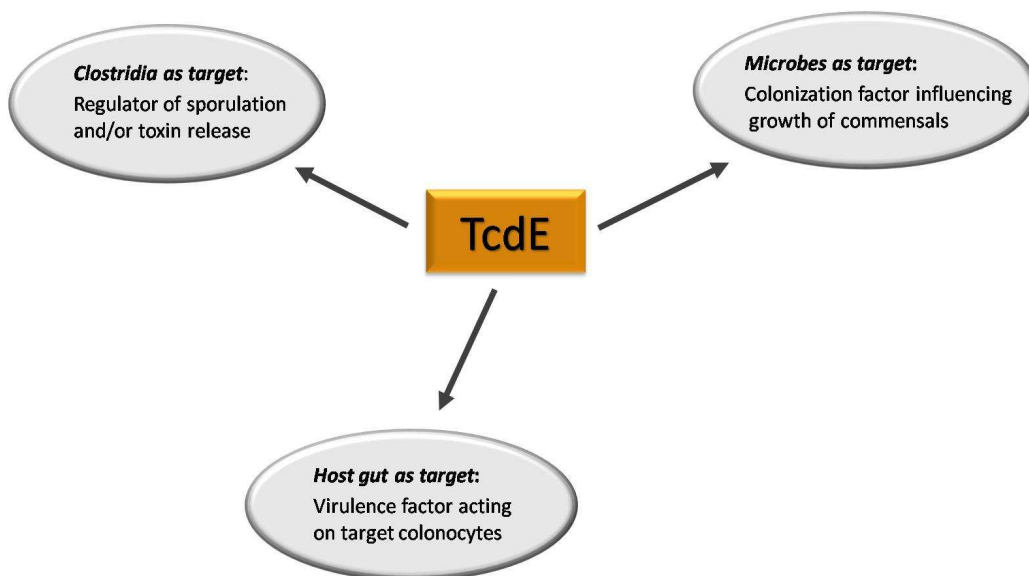 Clostridia as target:
Regulator of sporulation
and/or toxin release
Microbes as target:
Colonization factor influencing
growth of commensals
TcdE
Host gut as target:
Virulence factor acting
on target colonocytes